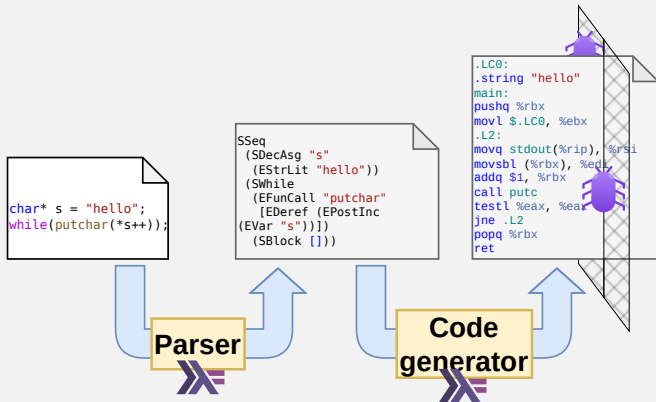 char* s = "hello";
while(putchar(*s++));
SSeq
(SDecAsg "s"
(EStrLit "hello"))
(SWhile
(EFunCall "putchar"
[EDeref (EPostInc
(EVar "s"))])
(SBlock []))
.LC0:
.string "hello"
main:
pushq %rbx
movl $.LC0, %ebx
.L2:
movq stdout(%rip), %rsi
movsbl (%rbx), %edi
addq $1, %rbx
call putc
testl %eax, %eax
jne .L2
popq %rbx
ret
Parser
Code
generator